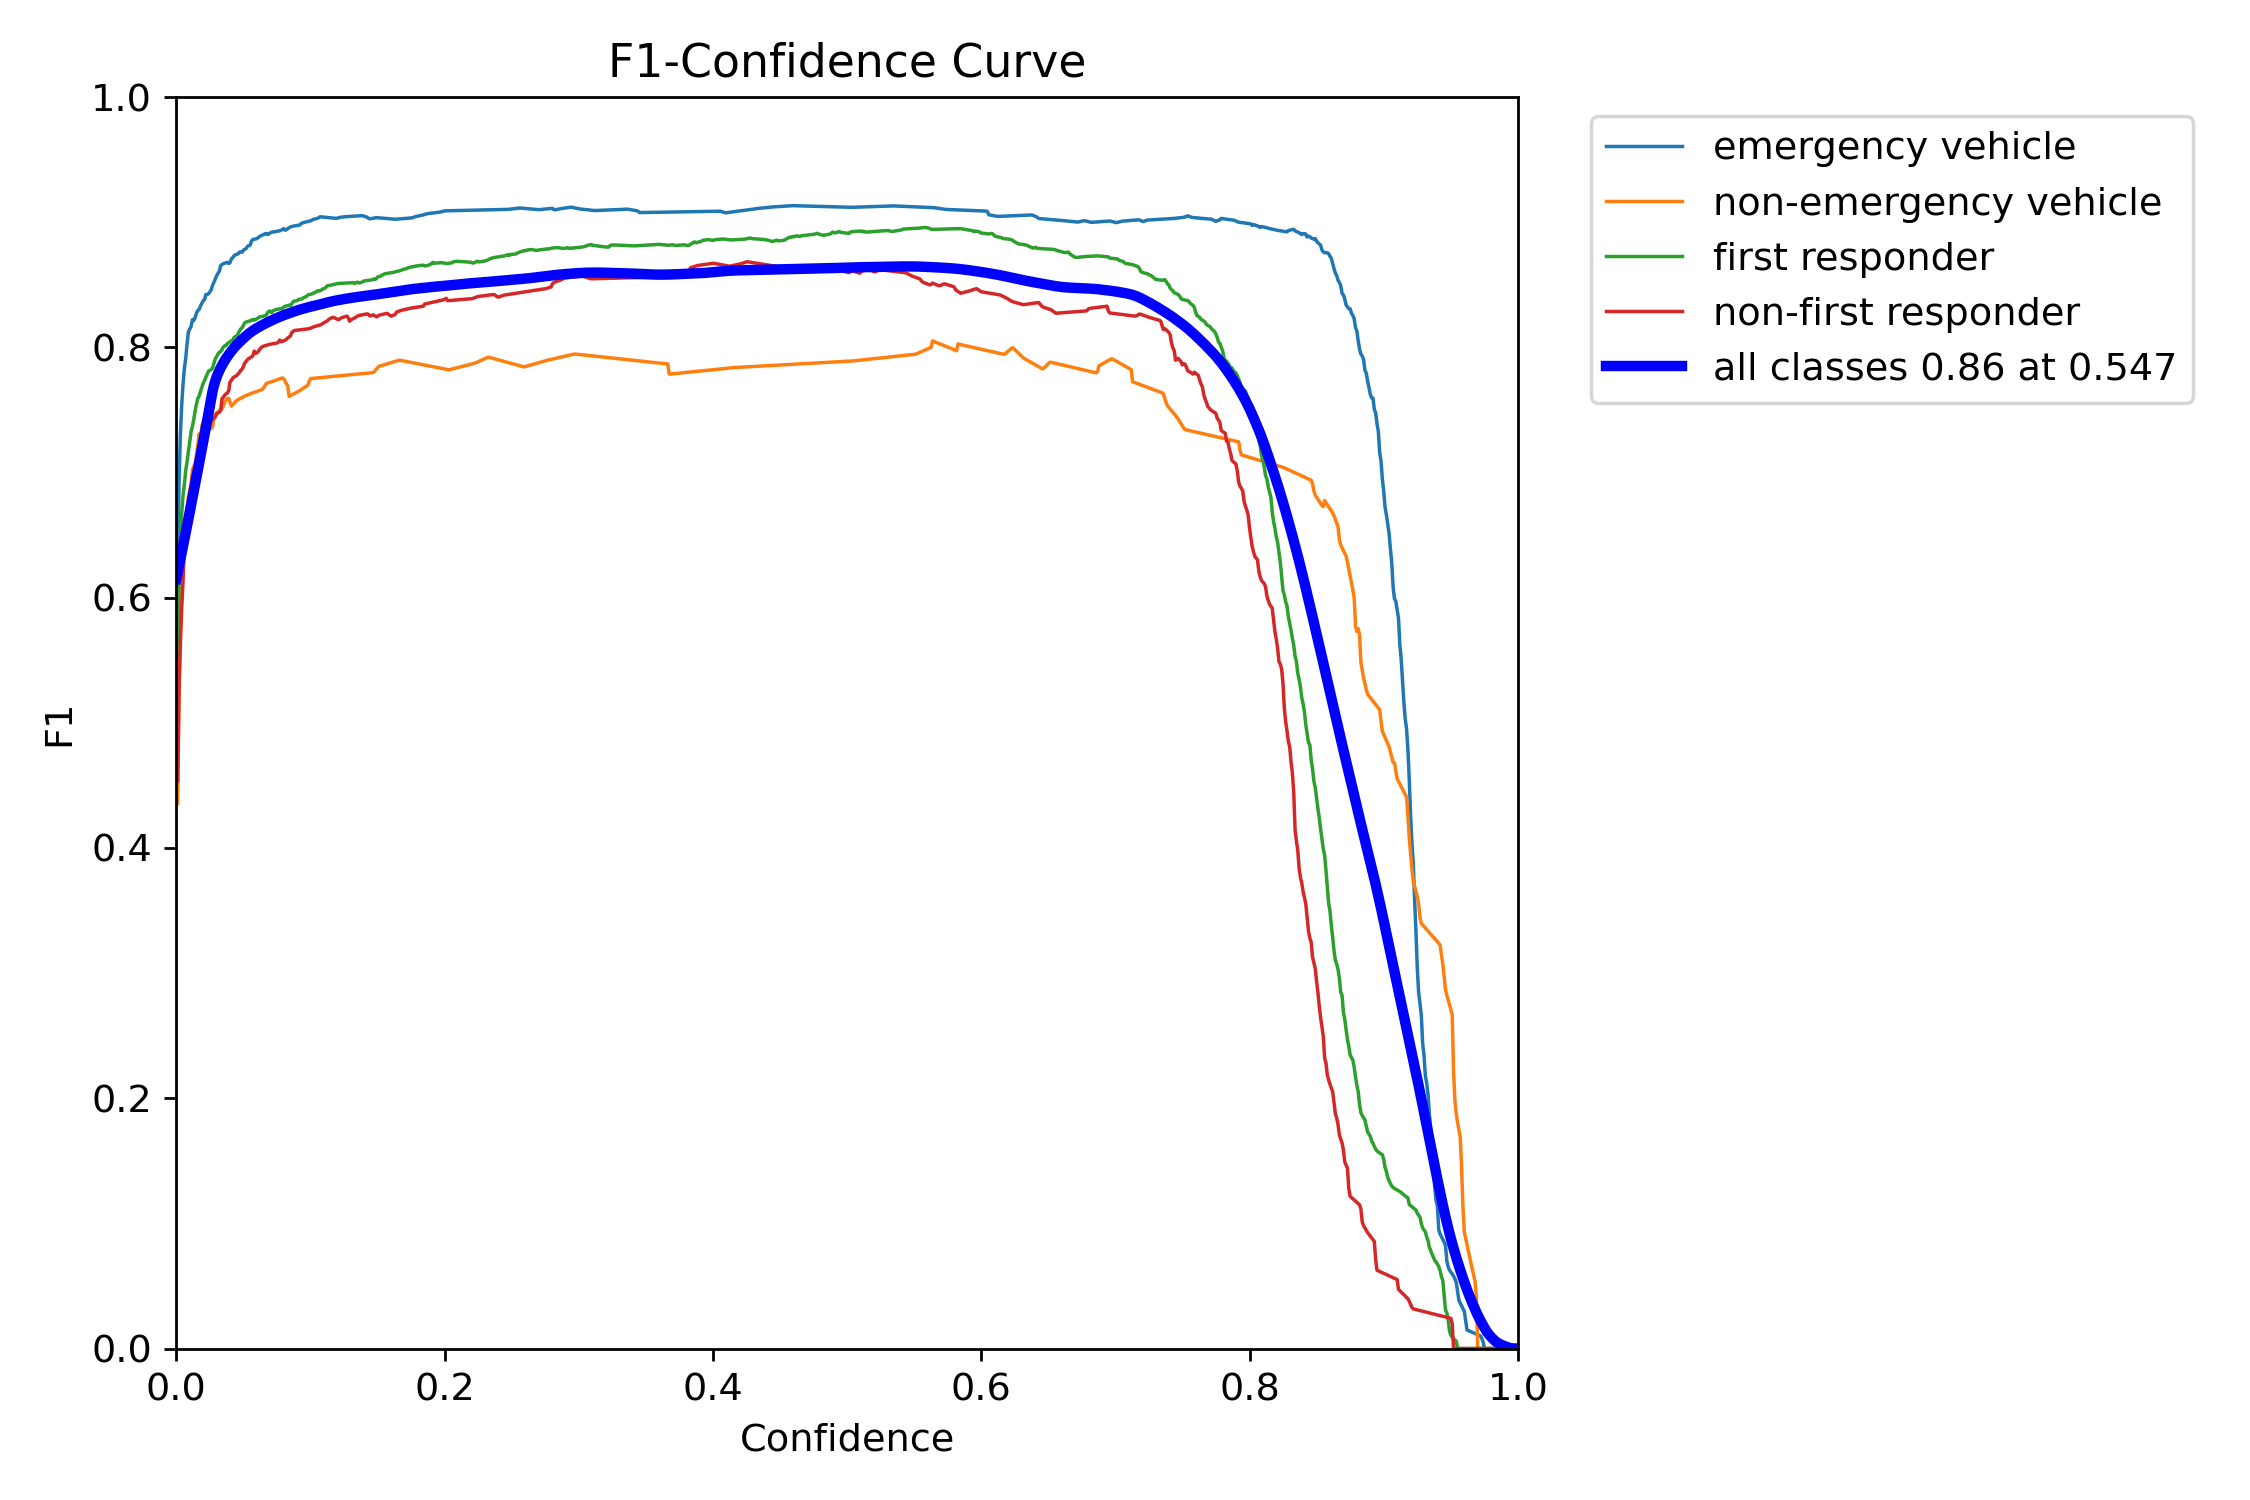 F1-Confidence Curve
1.0
0.8
0.6
0.4
0.2
0.0
F1
0.0 0.2 0.4 0.6 0.8 1.0
Confidence
emergency vehicle
non-emergency vehicle
first responder
non-first responder
all classes 0.86 at 0.547